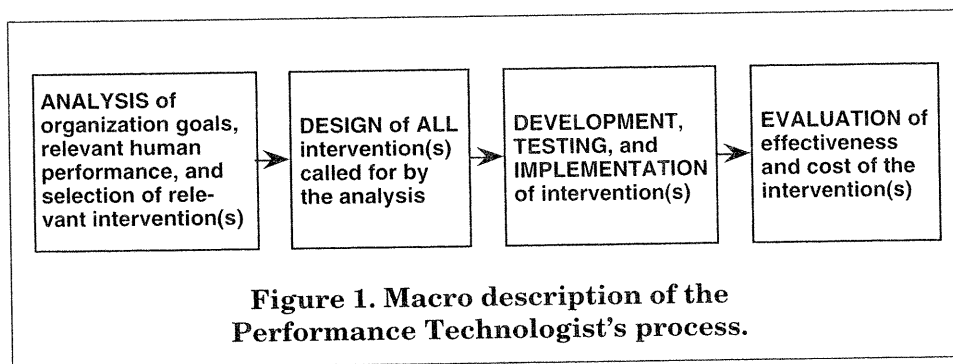 ANALYSIS of
organization goals,
relevant human
performance, and
selection of rele-
vant intervention(s)
DESIGN of ALL
intervention(s)
called for by
the analysis
DEVELOPMENT,
TESTING, and
IMPLEMENTATION
of intervention(s)
EVALUATION of
effectiveness
and cost of the
intervention(s)
Figure 1. Macro description of the
Performance Technologist's process.